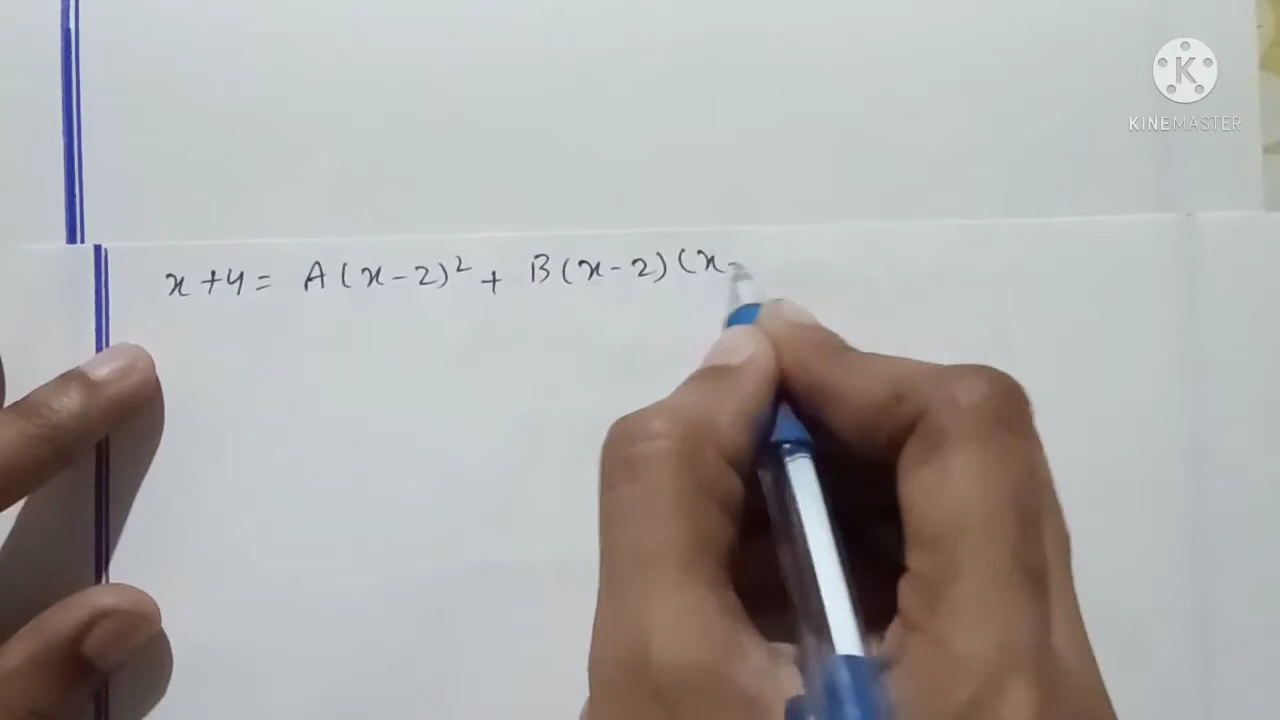 K
KINEMASTER
x+4= A(x-2)² + B(x-2)(x-